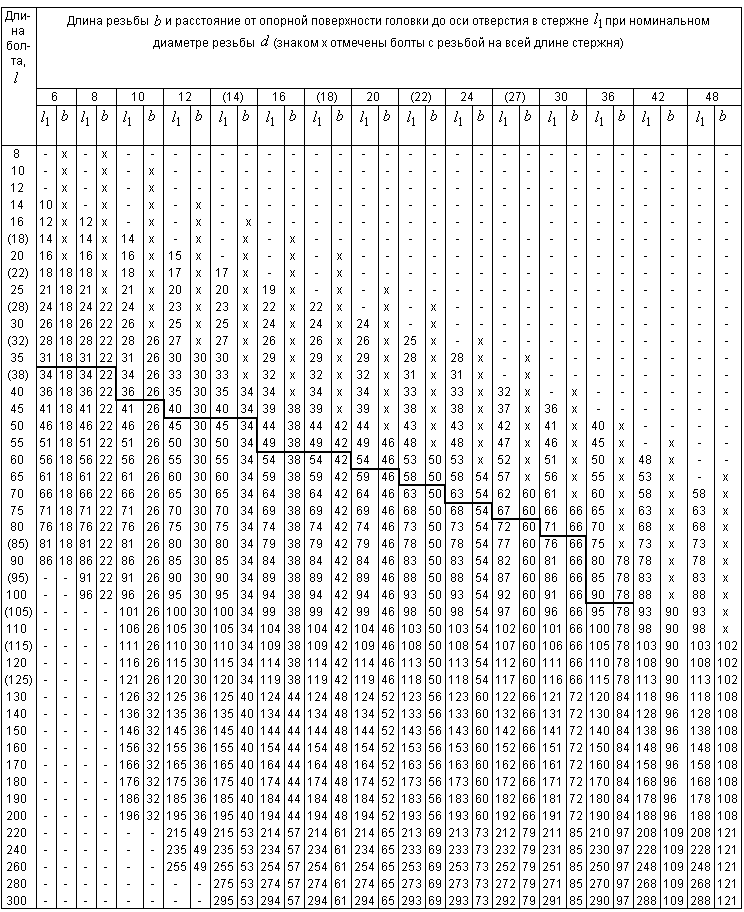 Дли-
на
бол-
та,
l
Длина резьбы b и расстояние от опорной поверхности головки до оси отверстия в стержне l1 при номинальном
диаметре резьбы d (знаком x отмечены болты с резьбой на всей длине стержня)
6 8 10 12 (14) 16 (18) 20 (22) 24 (27) 30 36 42 48
l1 b l1 b l1 b l1 b l1 b l1 b l1 b l1 b l1 b l1 b l1 b l1 b l1 b l1 b l1 b
8 - x - x - - - - - - - - - - - - - - - - - - - - - - - - - -
10 - x - x - x - - - - - - - - - - - - - - - - - - - - - - - -
12 - x - x - x - - - - - - - - - - - - - - - - - - - - - - - -
14 10 x - x - x - x - - - - - - - - - - - - - - - - - - - - - -
16 12 x 12 x - x - x - x - - - - - - - - - - - - - - - - - - - -
(18) 14 x 14 x 14 x - x - x - x - - - - - - - - - - - - - - - - - -
20 16 x 16 x 16 x 15 x - x - x - x - - - - - - - - - - - - - - - -
(22) 18 18 18 x 18 x 17 x 17 x - x - x - - - - - - - - - - - - - - - -
25 21 18 21 x 21 x 20 x 20 x 19 x - x - x - - - - - - - - - - - - - -
(28) 24 18 24 22 24 x 23 x 23 x 22 x 22 x - x - x - - - - - - - - - - - -
30 26 18 26 22 26 x 25 x 25 x 24 x 24 x 24 x - x - - - - - - - - - - - -
(32) 28 18 28 22 28 26 27 x 27 x 26 x 26 x 26 x 25 x - x - - - - - - - - - -
35 31 18 31 22 31 26 30 30 30 x 29 x 29 x 29 x 28 x 28 x - x - - - - - - - -
(38) 34 18 34 22 34 26 33 30 33 x 32 x 32 x 32 x 31 x 31 x - x - - - - - - - -
40 36 18 36 22 36 26 35 30 35 34 34 x 34 x 34 x 33 x 33 x 32 x - x - - - - - -
45 41 18 41 22 41 26 40 30 40 34 39 38 39 x 39 x 38 x 38 x 37 x 36 x - - - - - -
50 46 18 46 22 46 26 45 30 45 34 44 38 44 42 44 x 43 x 43 x 42 x 41 x 40 x - - - -
55 51 18 51 22 51 26 50 30 50 34 49 38 49 42 49 46 48 x 48 x 47 x 46 x 45 x - x - -
60 56 18 56 22 56 26 55 30 55 34 54 38 54 42 54 46 53 50 53 x 52 x 51 x 50 x 48 x - -
65 61 18 61 22 61 26 60 30 60 34 59 38 59 42 59 46 58 50 58 54 57 x 56 x 55 x 53 x - x
70 66 18 66 22 66 26 65 30 65 34 64 38 64 42 64 46 63 50 63 54 62 60 61 x 60 x 58 x 58 x
75 71 18 71 22 71 26 70 30 70 34 69 38 69 42 69 46 68 50 68 54 67 60 66 66 65 x 63 x 63 x
80 76 18 76 22 76 26 75 30 75 34 74 38 74 42 74 46 73 50 73 54 72 60 71 66 70 x 68 x 68 x
(85) 81 18 81 22 81 26 80 30 80 34 79 38 79 42 79 46 78 50 78 54 77 60 76 66 75 x 73 x 73 x
90 86 18 86 22 86 26 85 30 85 34 84 38 84 42 84 46 83 50 83 54 82 60 81 66 80 78 78 x 78 x
(95) - - 91 22 91 26 90 30 90 34 89 38 89 42 89 46 88 50 88 54 87 60 86 66 85 78 83 x 83 x
100 - - 96 22 96 26 95 30 95 34 94 38 94 42 94 46 93 50 93 54 92 60 91 66 90 78 88 x 88 x
(105) - - - - 101 26 100 30 100 34 99 38 99 42 99 46 98 50 98 54 97 60 96 66 95 78 93 90 93 x
110 - - - - 106 26 105 30 105 34 104 38 104 42 104 46 103 50 103 54 102 60 101 66 100 78 98 90 98 x
(115) - - - - 111 26 110 30 110 34 109 38 109 42 109 46 108 50 108 54 107 60 106 66 105 78 103 90 103 102
120 - - - - 116 26 115 30 115 34 114 38 114 42 114 46 113 50 113 54 112 60 111 66 110 78 108 90 108 102
(125) - - - - 121 26 120 30 120 34 119 38 119 42 119 46 118 50 118 54 117 60 116 66 115 78 113 90 113 102
130 - - - - 126 32 125 36 125 40 124 44 124 48 124 52 123 56 123 60 122 66 121 72 120 84 118 96 118 108
140 - - - - 136 32 135 36 135 40 134 44 134 48 134 52 133 56 133 60 132 66 131 72 130 84 128 96 128 108
150 - - - - 146 32 145 36 145 40 144 44 144 48 144 52 143 56 143 60 142 66 141 72 140 84 138 96 138 108
160 - - - - 156 32 155 36 155 40 154 44 154 48 154 52 153 56 153 60 152 66 151 72 150 84 148 96 148 108
170 - - - - 166 32 165 36 165 40 164 44 164 48 164 52 163 56 163 60 162 66 161 72 160 84 158 96 158 108
180 - - - - 176 32 175 36 175 40 174 44 174 48 174 52 173 56 173 60 172 66 171 72 170 84 168 96 168 108
190 - - - - 186 32 185 36 185 40 184 44 184 48 184 52 183 56 183 60 182 66 181 72 180 84 178 96 178 108
200 - - - - 196 32 195 36 195 40 194 44 194 48 194 52 193 56 193 60 192 66 191 72 190 84 188 96 188 108
220 - - - - - - 215 49 215 53 214 57 214 61 214 65 213 69 213 73 212 79 211 85 210 97 208 109 208 121
240 - - - - - - 235 49 235 53 234 57 234 61 234 65 233 69 233 73 232 79 231 85 230 97 228 109 228 121
260 - - - - - - 255 49 255 53 254 57 254 61 254 65 253 69 253 73 252 79 251 85 250 97 248 109 248 121
280 - - - - - - - - 275 53 274 57 274 61 274 65 273 69 273 73 272 79 271 85 270 97 268 109 268 121
300 - - - - - - - - 295 53 294 57 294 61 294 65 293 69 293 73 292 79 291 85 290 97 288 109 288 121